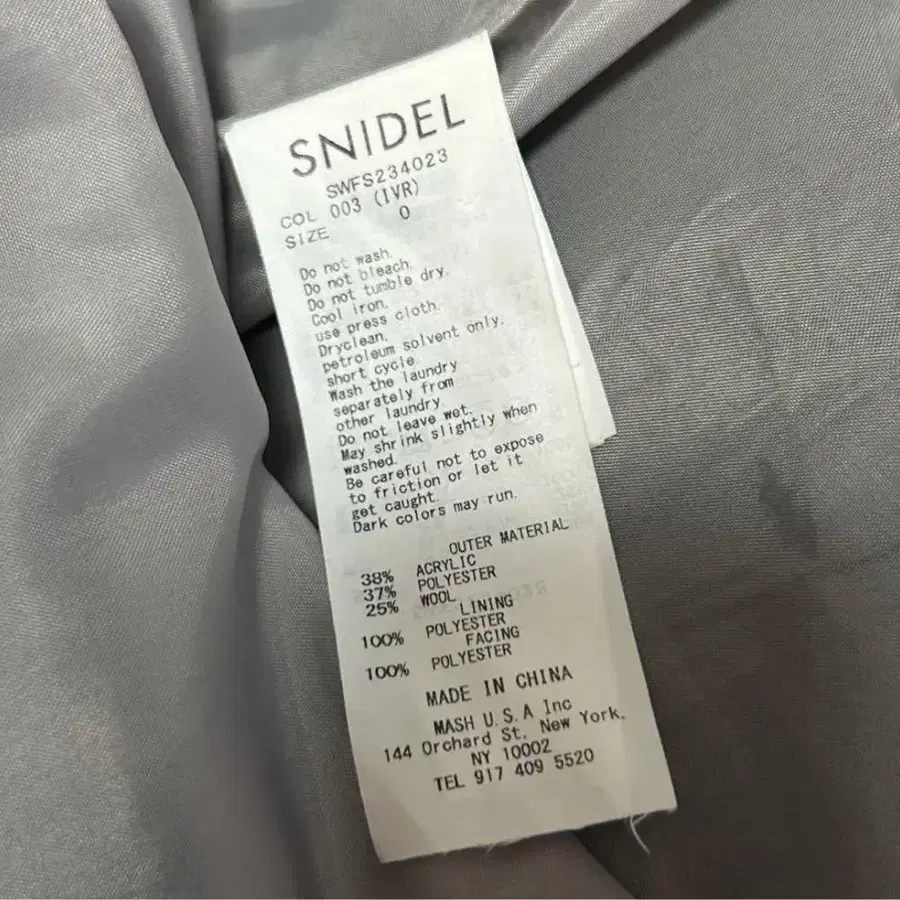 SNIDEL
SWFS234023
COL 003 (IVR)
SIZE 0
Do not wash.
Do not bleach.
Do not tumble dry.
Cool iron.
use press cloth.
Dryclean.
petroleum solvent only.
short cycle
Wash the laundry
separately from
other laundry.
Do not leave wet.
May shrink slightly when
washed.
Be careful not to expose
to friction or let it
get caught.
Dark colors may run.
OUTER MATERIAL
38% ACRYLIC
37% POLYESTER
25% WOOL
LINING
100% POLYESTER
FACING
100% POLYESTER
MADE IN CHINA
MASH U.S.A Inc
144 Orchard St. New York,
NY 10002
TEL 917 409 5520